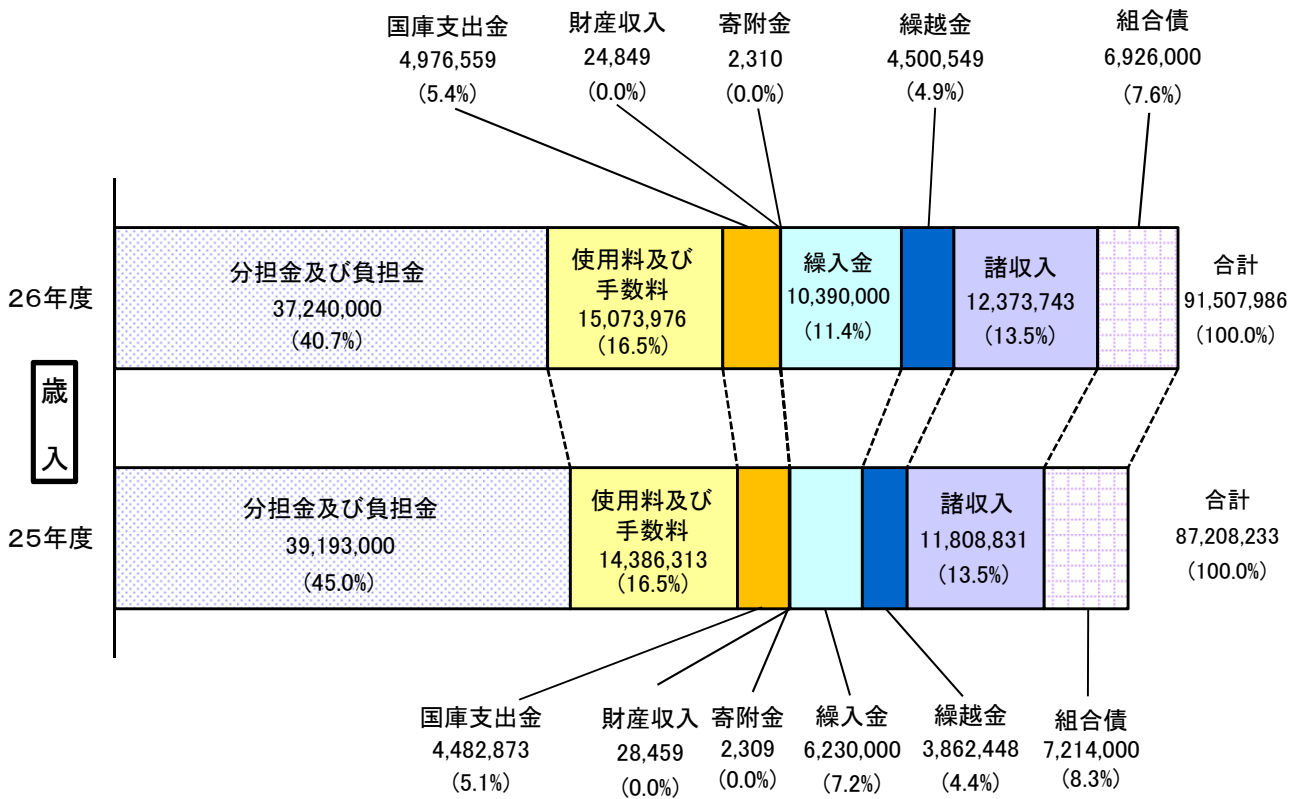 国庫支出金
4,976,559
(5.4%)
財産収入
24,849
(0.0%)
寄附金
2,310
(0.0%)
繰越金
4,500,549
(4.9%)
組合債
6,926,000
(7.6%)
26年度
分担金及び負担金
37,240,000
(40.7%)
使用料及び
手数料
15,073,976
(16.5%)
繰入金
10,390,000
(11.4%)
諸収入
12,373,743
(13.5%)
合計
91,507,986
(100.0%)
歳
入
25年度
分担金及び負担金
39,193,000
(45.0%)
使用料及び
手数料
14,386,313
(16.5%)
諸収入
11,808,831
(13.5%)
合計
87,208,233
(100.0%)
国庫支出金
4,482,873
(5.1%)
財産収入
28,459
(0.0%)
寄附金
2,309
(0.0%)
繰入金
6,230,000
(7.2%)
繰越金
3,862,448
(4.4%)
組合債
7,214,000
(8.3%)